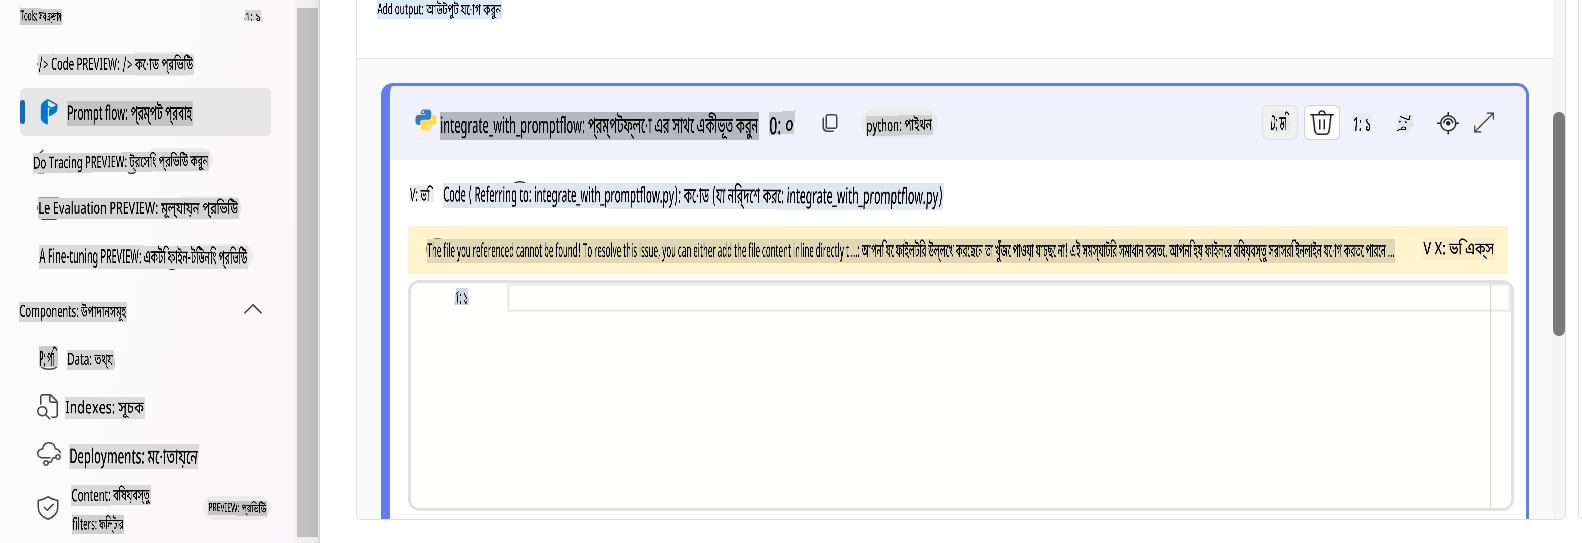 Tools: সরঞ্জাম
1: ১
/> Code PREVIEW: /> কোড প্রিভিউ
Prompt flow: প্রম্পট প্রবাহ
Do Tracing PREVIEW: ট্রেসিং প্রিভিউ করুন
Le Evaluation PREVIEW: মূল্যায়ন প্রিভিউ
A Fine-tuning PREVIEW: একটি ফাইন-টিউনিং প্রিভিউ
Components: উপাদানসমূহ
Data: তথ্য
Indexes: সূচক
Deployments: মোতায়েন
Content: বিষয়বস্তু
filters: ফিল্টার
PREVIEW: প্রিভিউ
Add output: আউটপুট যোগ করুন
integrate_with_promptflow: প্রম্পটফ্লো এর সাথে একীভূত করুন 0: ০
python: পাইথন
1: ১
V: ভি Code ( Referring to: integrate_with_promptflow.py): কোড (যা নির্দেশ করে: integrate_with_promptflow.py)
The file you referenced cannot be found! To resolve this issue, you can either add the file content inline directly t...: আপনি যে ফাইলটির উল্লেখ করেছেন তা খুঁজে পাওয়া যাচ্ছে না! এই সমস্যাটির সমাধান করতে, আপনি হয় ফাইলের বিষয়বস্তু সরাসরি ইনলাইন যোগ করতে পারেন ...
V X: ভি এক্স
1: ১